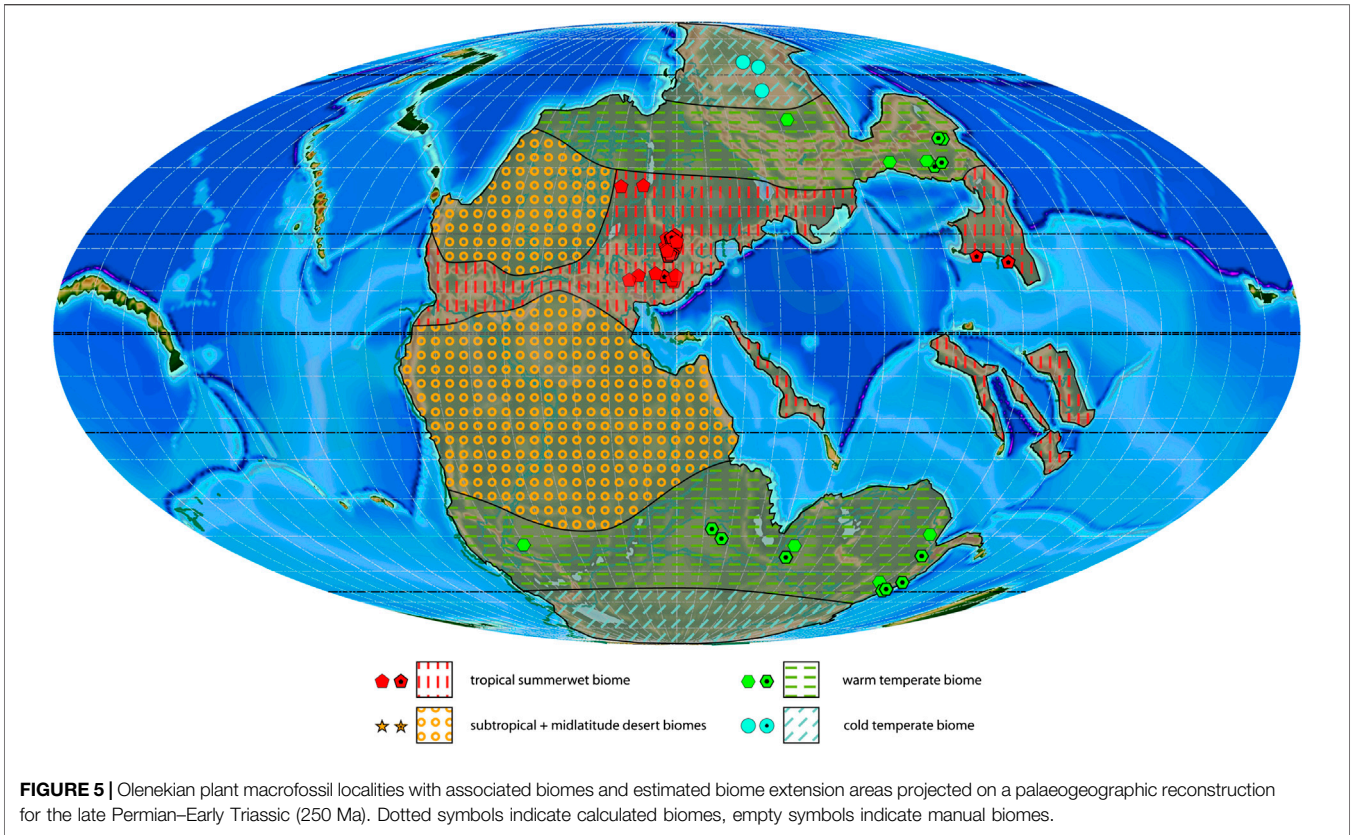 tropical summerwet biome
warm temperate biome
subtropical + midlatitude desert biomes
cold temperate biome
FIGURE 5 | Olenekian plant macrofossil localities with associated biomes and estimated biome extension areas projected on a palaeogeographic reconstruction
for the late Permian–Early Triassic (250 Ma). Dotted symbols indicate calculated biomes, empty symbols indicate manual biomes.